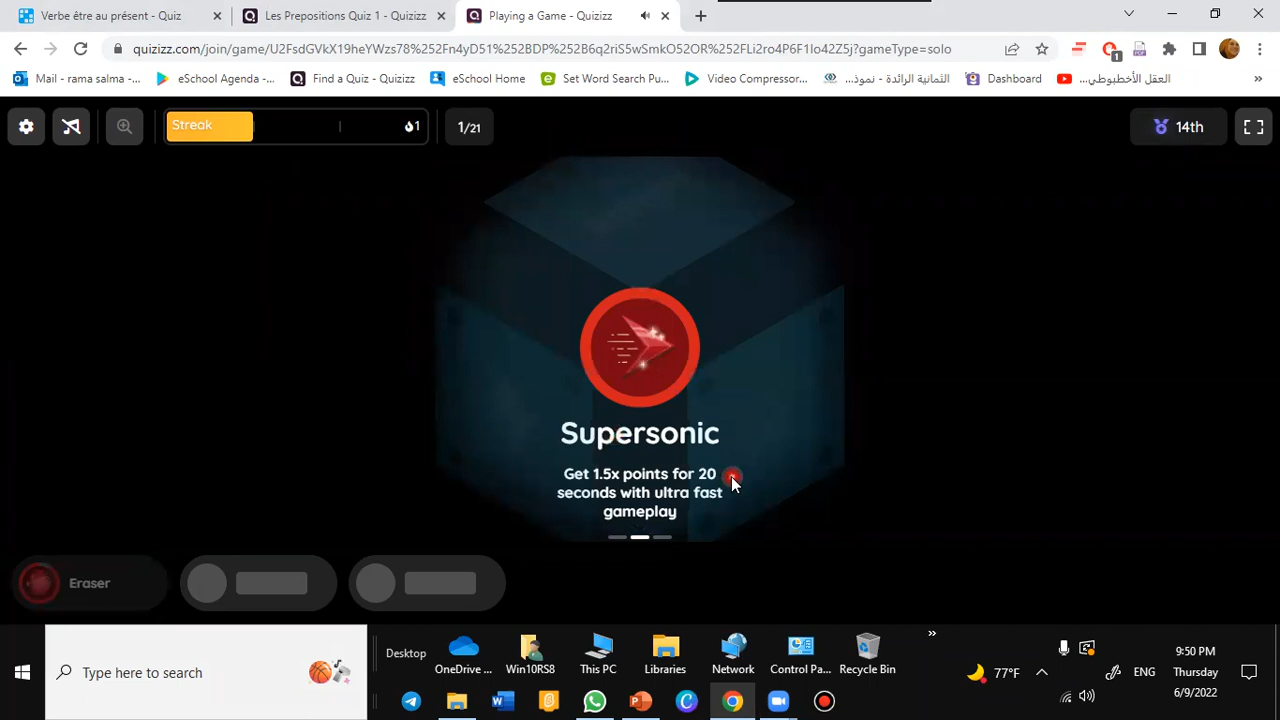 Verbe être au présent - Quiz
Les Prepositions Quiz 1 - Quizizz
Playing a Game - Quizizz
quizizz.com/join/game/U2FsdGVkX19heYWzs78%252Fn4yD51%252BDP%252B6q2riS5wSmkO52OR%252FLi2ro4P6F1Io42Z5j?gameType=solo
1
Mail - rama salma -...
eSchool Agenda -...
Find a Quiz - Quizizz
eSchool Home
Set Word Search Pu...
Video Compressor...
الثمانية الرائدة - نموذ...
Dashboard
العقل الأخطبوطي...
»
Streak
1
1/21
14th
Supersonic
Get 1.5x points for 20
seconds with ultra fast
gameplay
Eraser
Type here to search
Desktop
OneDrive ...
Win10RS8
This PC
Libraries
Network
Control Pa...
Recycle Bin
»
77°F
ENG
9:50 PM
Thursday
6/9/2022